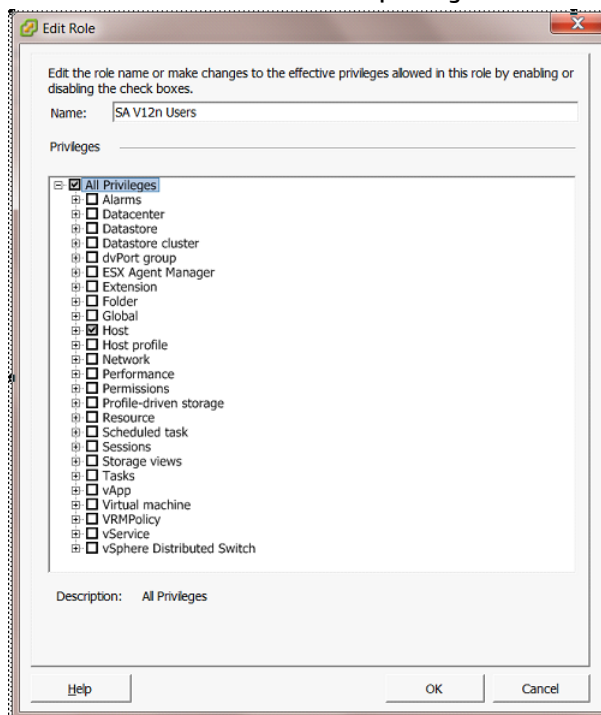 Edit Role
Edit the role name or make changes to the effective privileges allowed in this role by enabling or
disabling the check boxes.
Name: SA V12n Users
Privileges
All Privileges
Alarms
Datacenter
Datastore
Datastore cluster
dvPort group
ESX Agent Manager
Extension
Folder
Global
Host
Host profile
Network
Performance
Permissions
Profile-driven storage
Resource
Scheduled task
Sessions
Storage views
Tasks
vApp
Virtual machine
VRMPolicy
vService
vSphere Distributed Switch
Description: All Privileges
Help OK Cancel